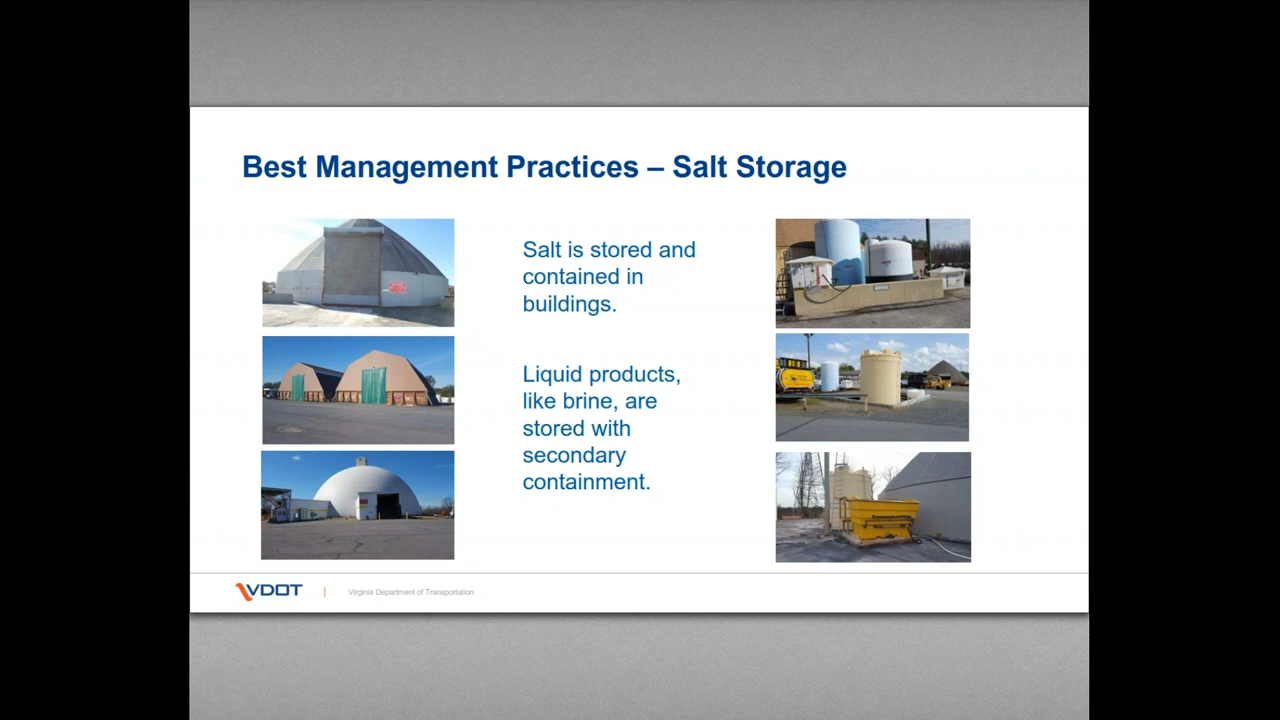 Best Management Practices – Salt Storage
Salt is stored and
contained in
buildings.
Liquid products,
like brine, are
stored with
secondary
containment.
VDOT
Virginia Department of Transportation